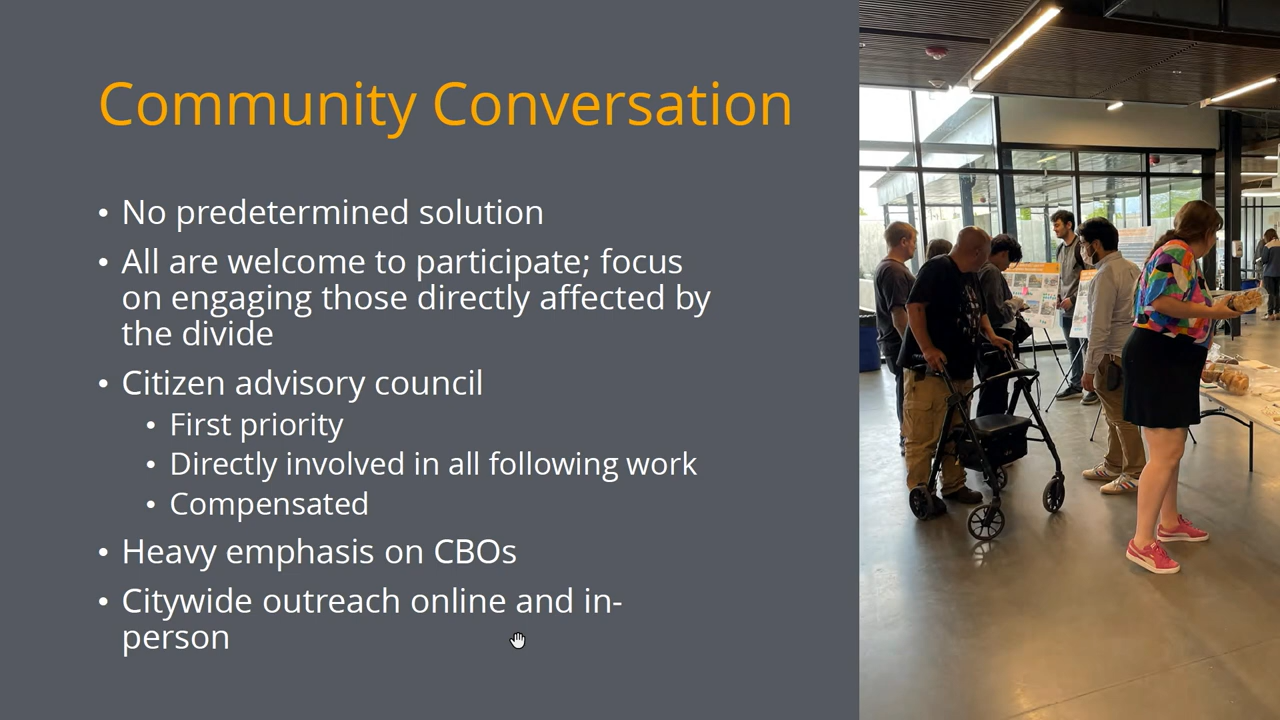 Community Conversation
• No predetermined solution
• All are welcome to participate; focus
on engaging those directly affected by
the divide
• Citizen advisory council
• First priority
• Directly involved in all following work
• Compensated
• Heavy emphasis on CBOs
• Citywide outreach online and in-
person